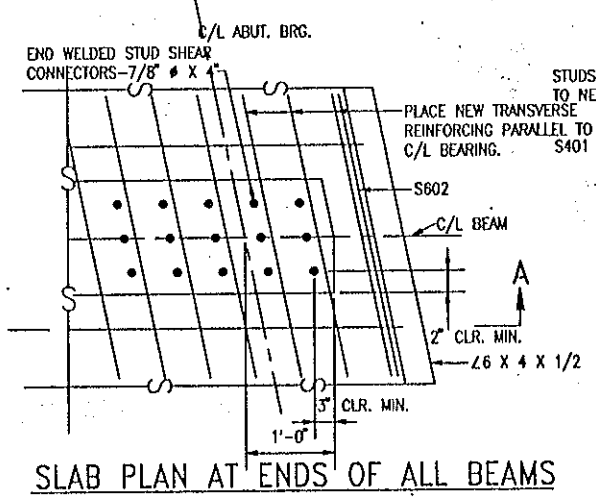 C/L ABUT. BRG.
END WELDED STUD SHEAR
CONNECTORS-7/8" ø X 4"
STUDS
TO NE
PLACE NEW TRANSVERSE
REINFORCING PARALLEL TO
C/L BEARING.
S401
S602
C/L BEAM
A
2" CLR. MIN.
∠6 X 4 X 1/2
3" CLR. MIN.
1'-0"
SLAB PLAN AT ENDS OF ALL BEAMS